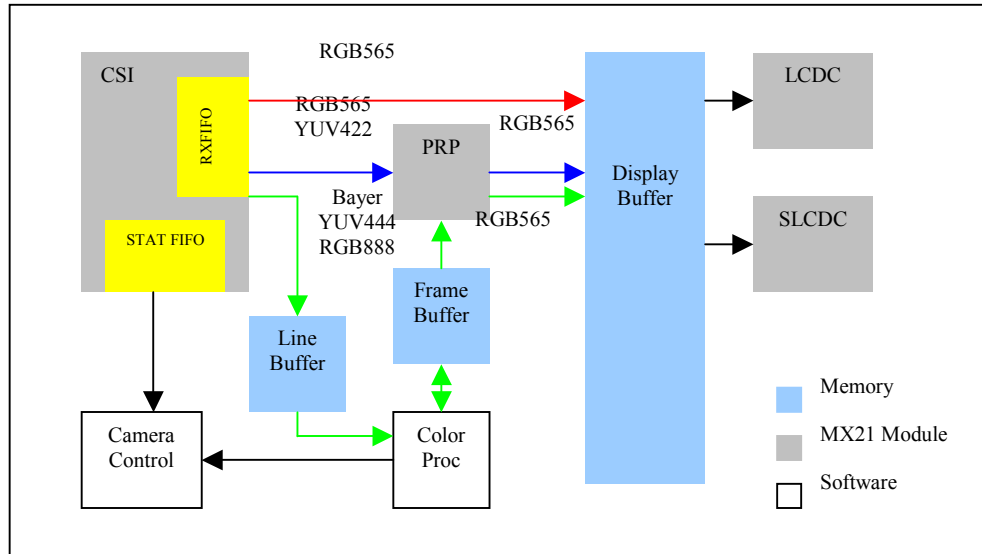 RGB565
CSI
LCDC
RXFIFO
RGB565
YUV422
RGB565
PRP
Display
Buffer
Bayer
YUV444
RGB888
RGB565
STAT FIFO
SLCDC
Frame
Buffer
Line
Buffer
Memory
Camera
Control
Color
Proc
MX21 Module
Software